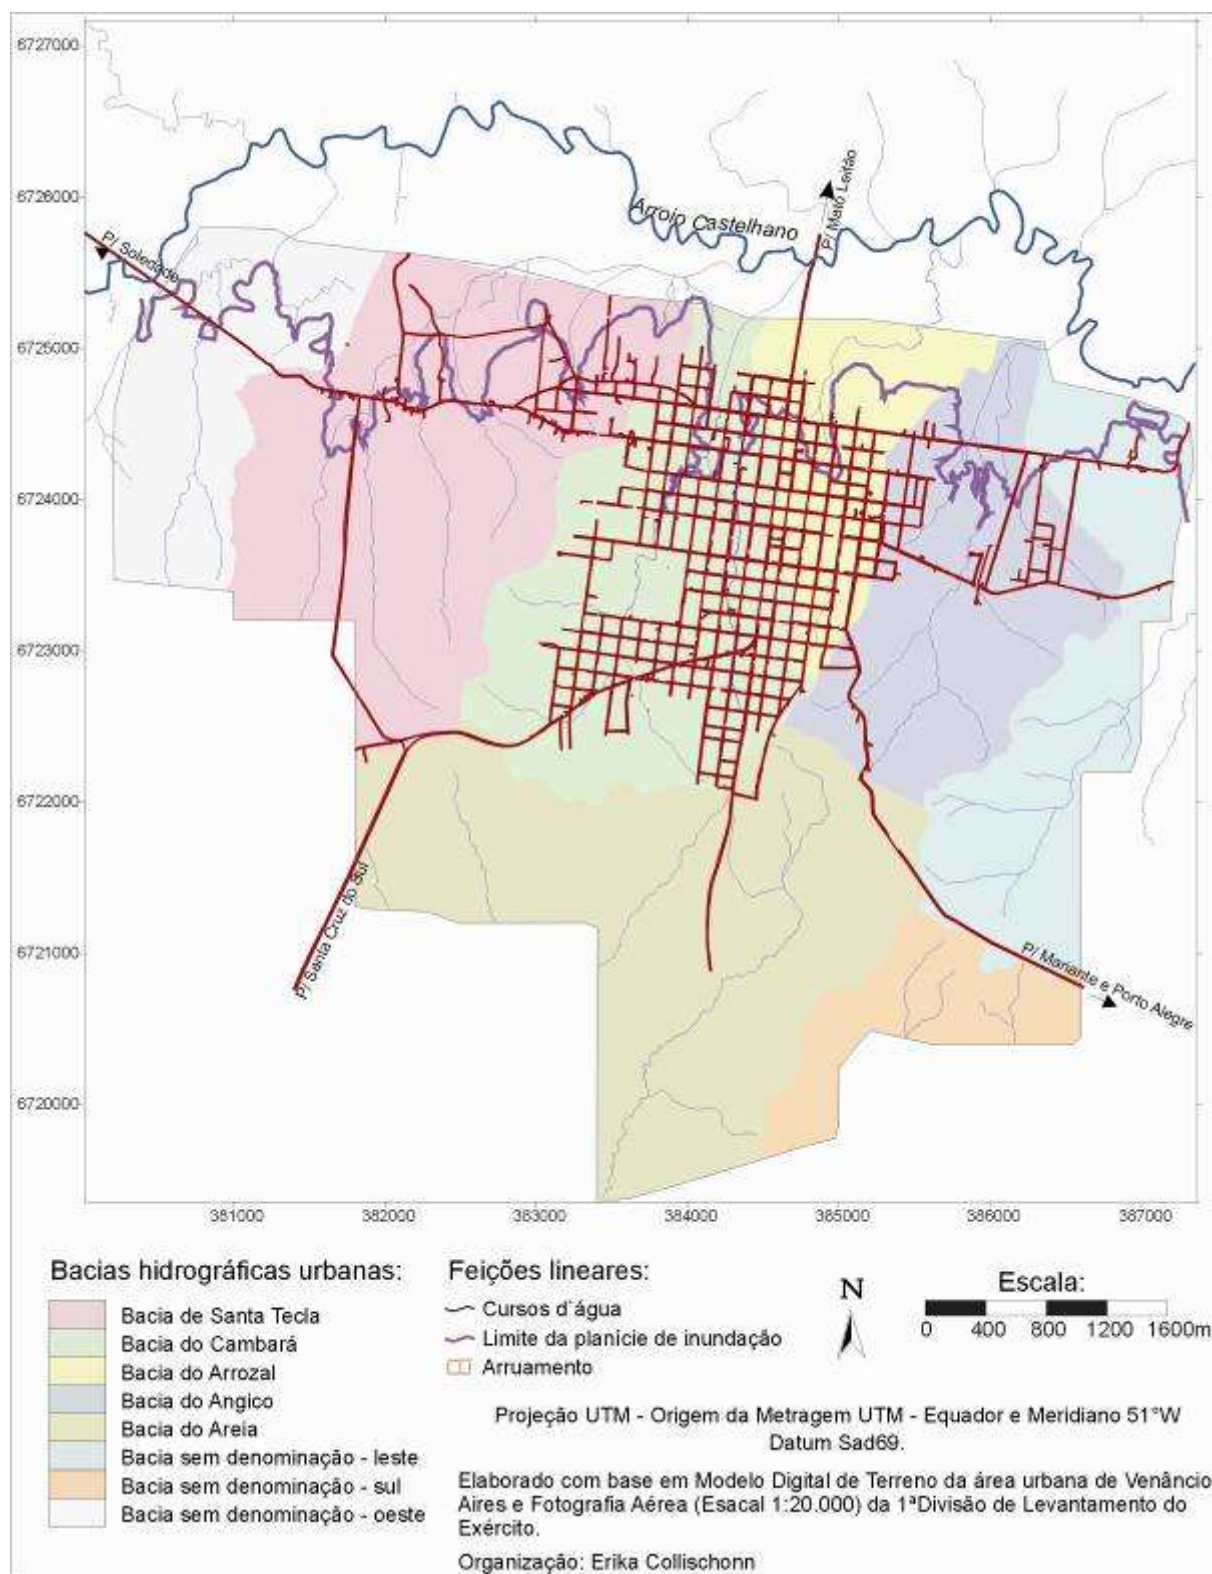 6727000
6726000
6725000
6724000
6723000
6722000
6721000
6720000
Arroio Castelhano
P/ Mato Leitão
P/ Soledade
P/ Santa Cruz do Sul
P/ Mariante e Porto Alegre
381000
382000
383000
384000
385000
386000
387000
Bacias hidrográficas urbanas:
Bacia de Santa Tecla
Bacia do Cambará
Bacia do Arrozal
Bacia do Angico
Bacia do Areia
Bacia sem denominação - leste
Bacia sem denominação - sul
Bacia sem denominação - oeste
Feições lineares:
Cursos d`água
Limite da planície de inundação
Arruamento
N
Escala:
0 400 800 1200 1600m
Projeção UTM - Origem da Metragem UTM - Equador e Meridiano 51°W
Datum Sad69.
Elaborado com base em Modelo Digital de Terreno da área urbana de Venâncio
Aires e Fotografia Aérea (Esacal 1:20.000) da 1ªDivisão de Levantamento do
Exército.
Organização: Erika Collischonn